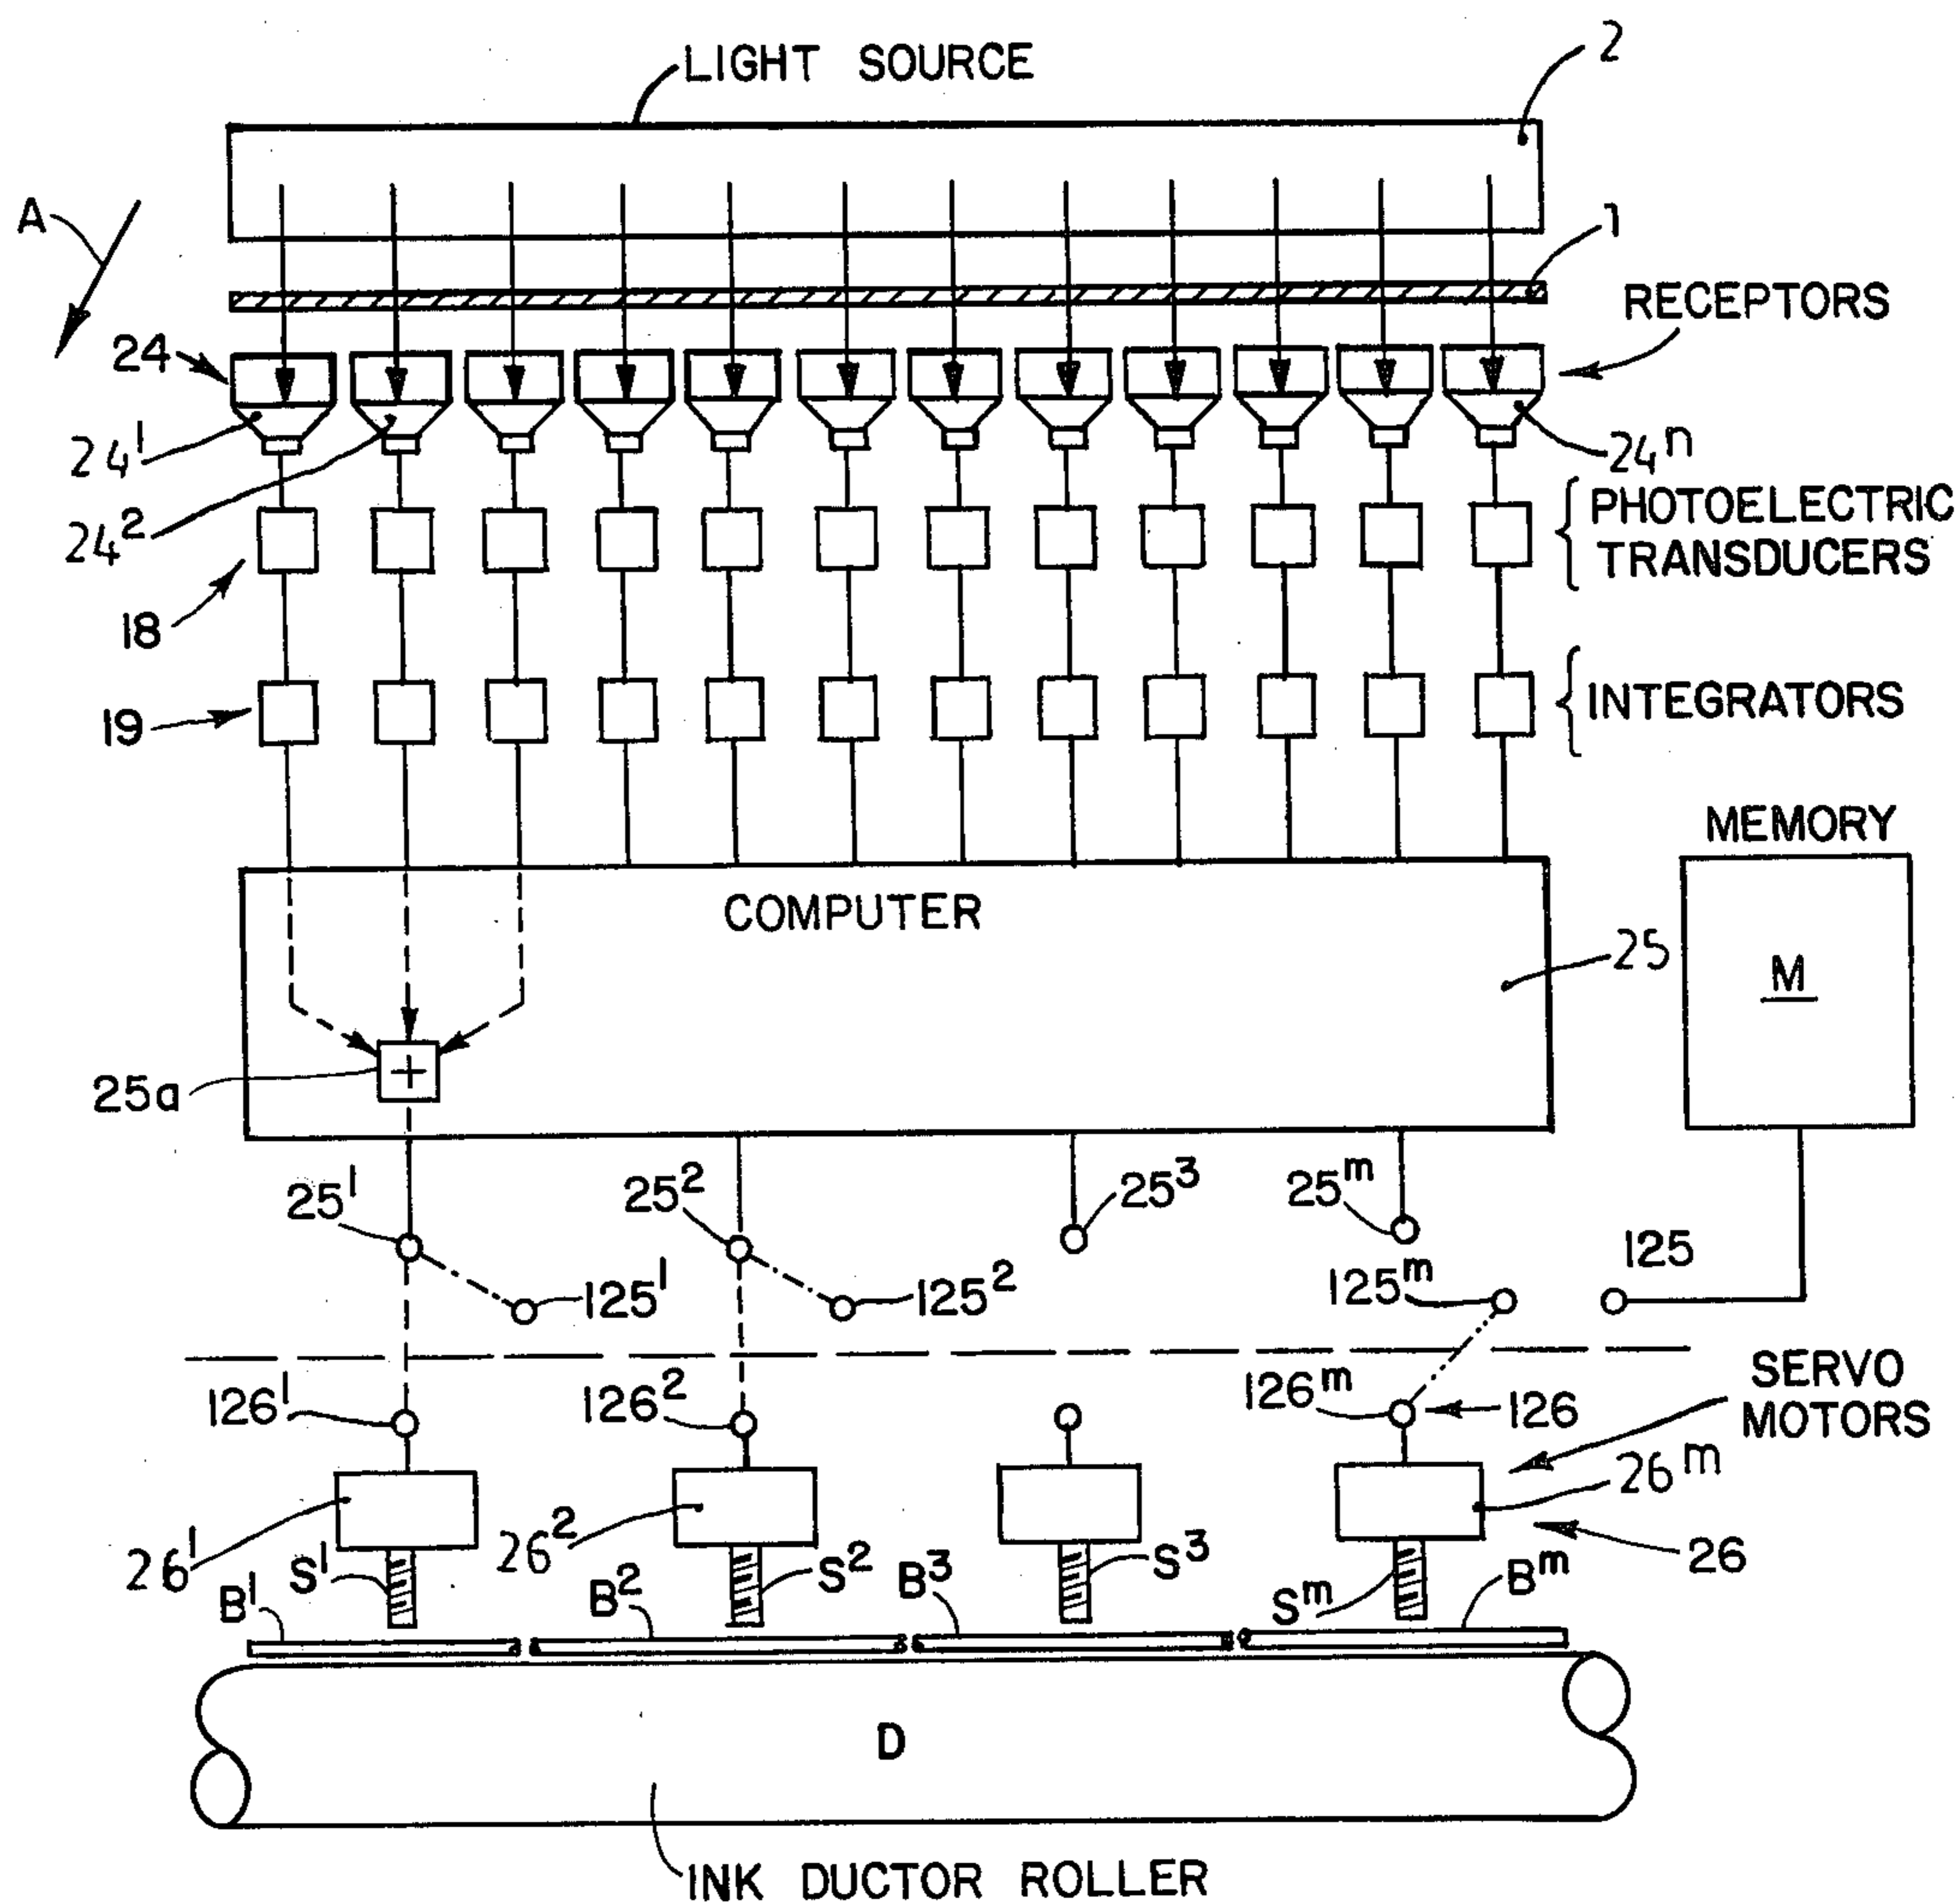 LIGHT SOURCE
2
A
1
RECEPTORS
24
24¹
24²
24ⁿ
PHOTOELECTRIC
TRANSDUCERS
18
19
INTEGRATORS
MEMORY
COMPUTER
25
M
+
25a
25¹
25²
25³
25ᵐ
125¹
125²
125ᵐ
125
126¹
126²
126ᵐ
126
SERVO
MOTORS
26¹
26²
26ᵐ
26
S¹
S²
S³
Sᵐ
B¹
B²
B³
Bᵐ
D
INK DUCTOR ROLLER